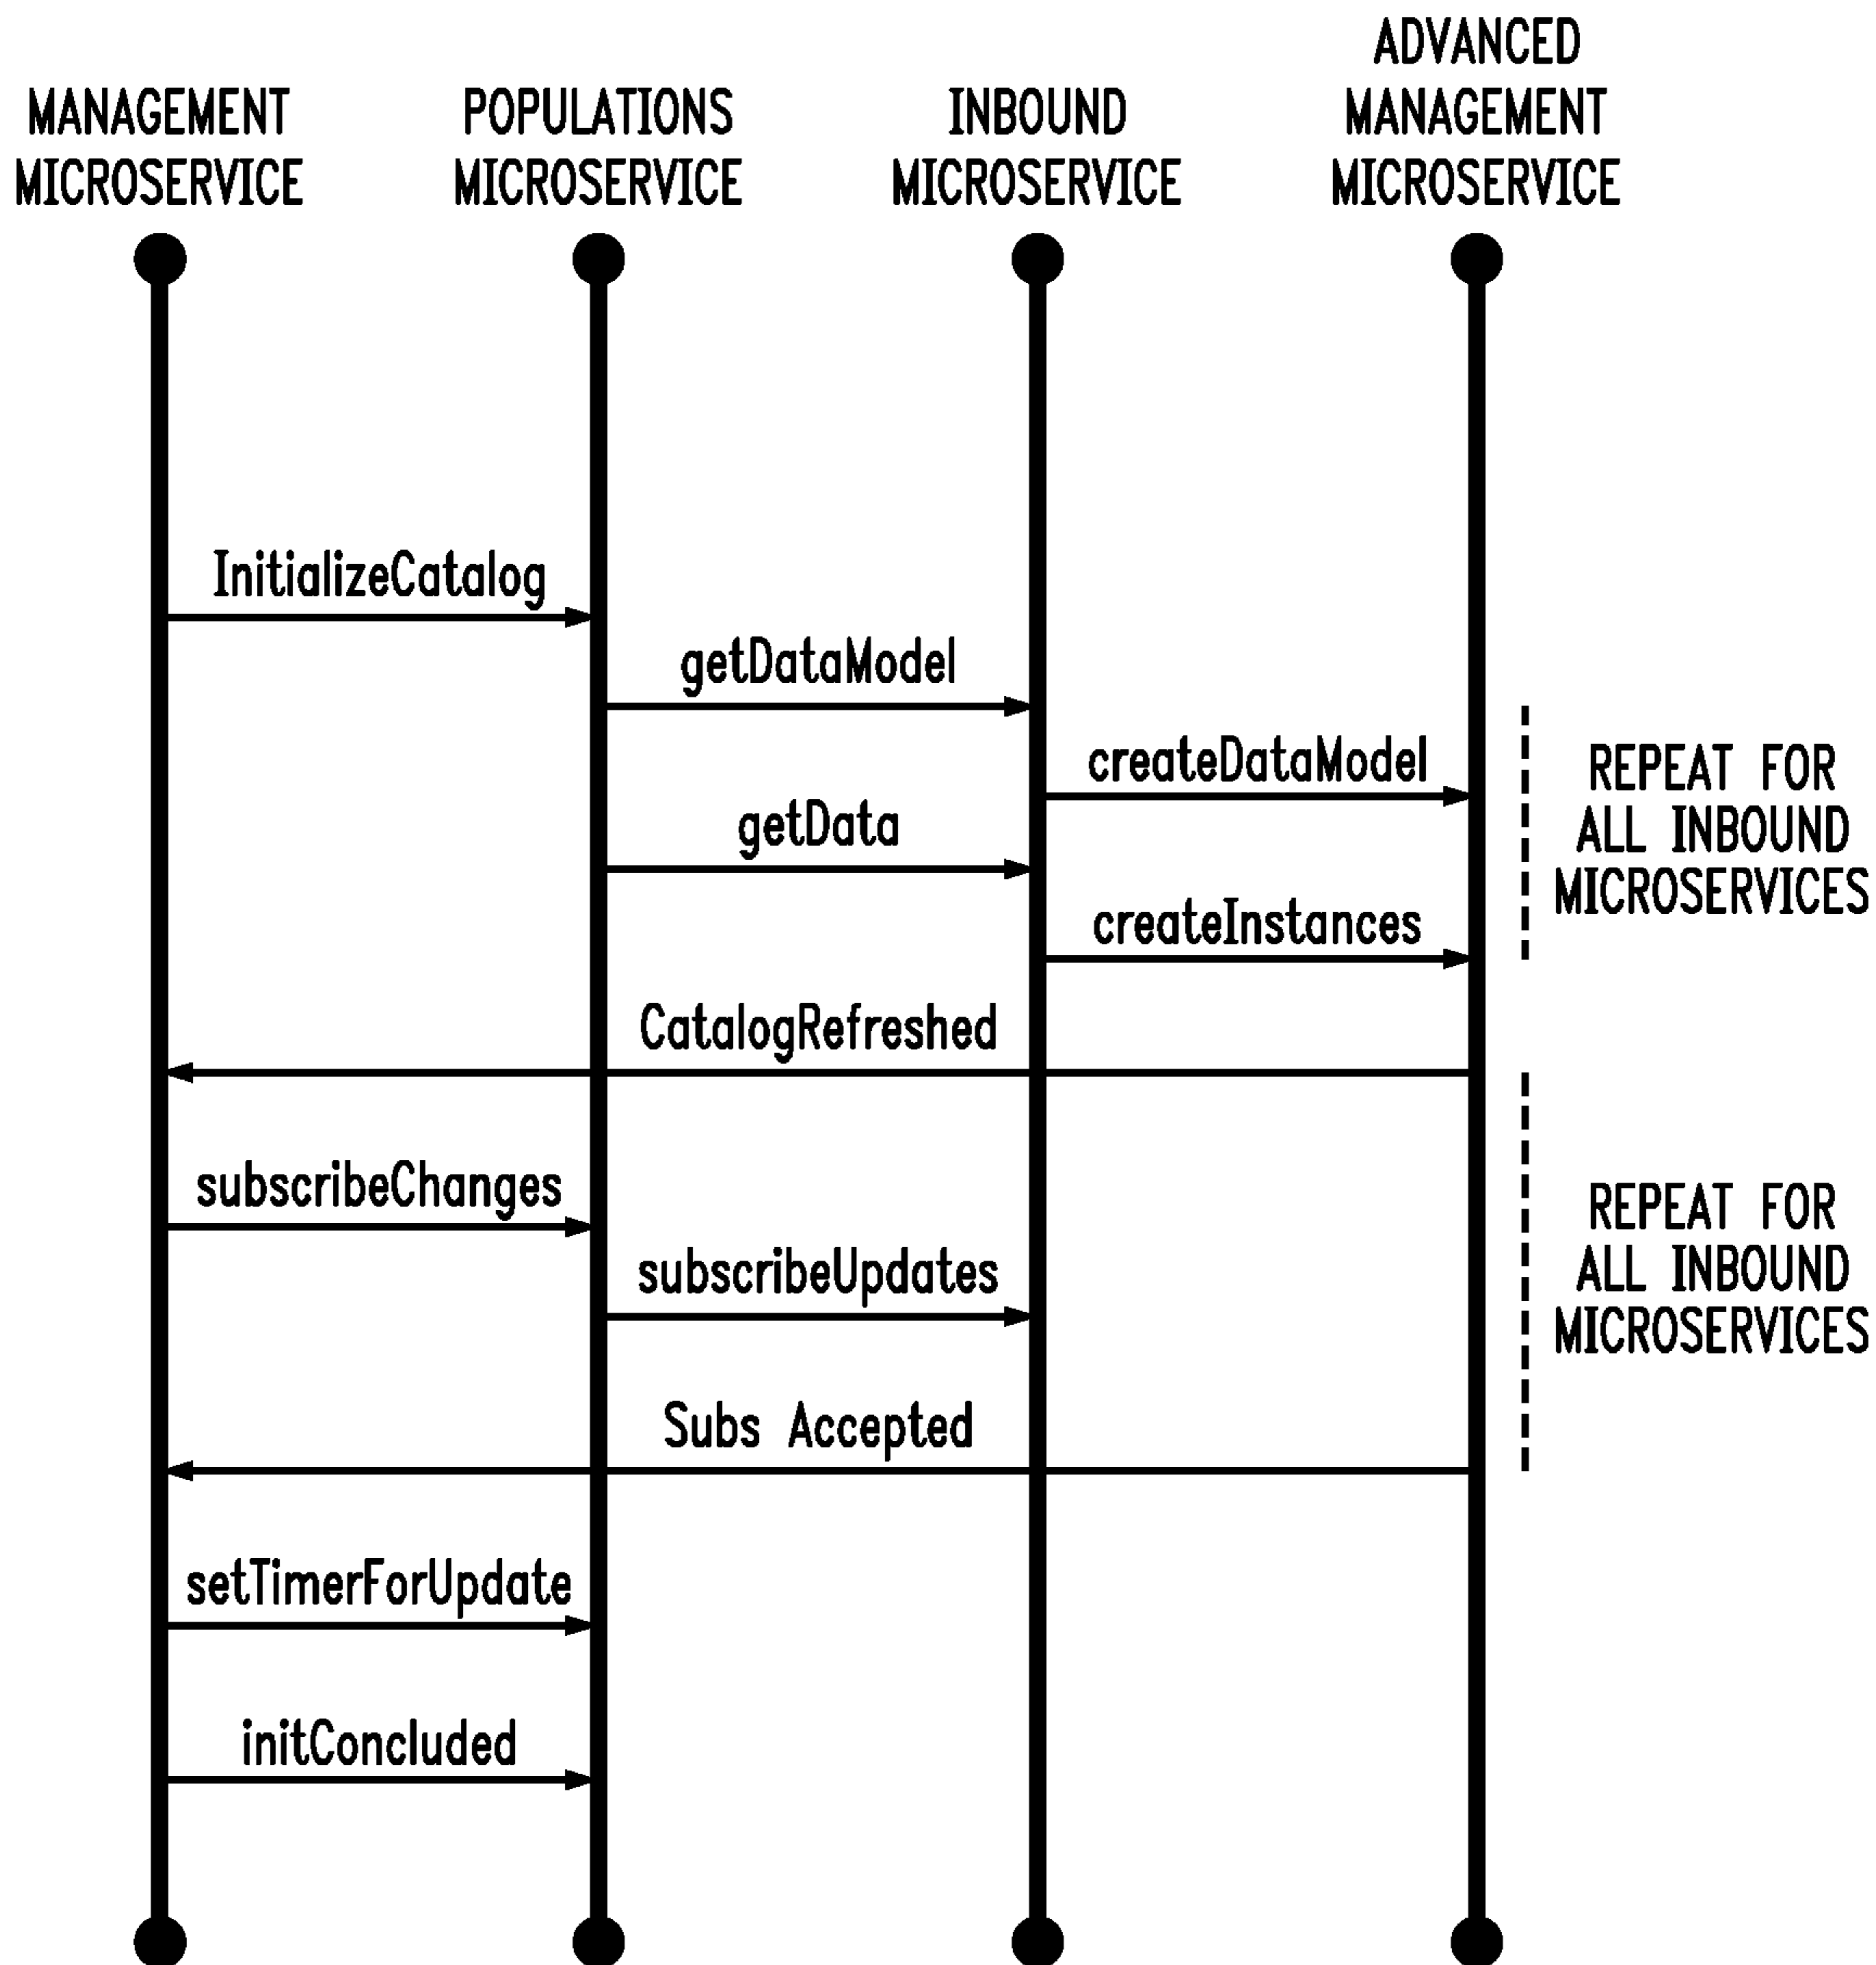 ADVANCED
MANAGEMENT
MICROSERVICE
POPULATIONS
MICROSERVICE
INBOUND
MICROSERVICE
MANAGEMENT
MICROSERVICE
InitializeCatalog
getDataModel
createDataModel
getData
createInstances
REPEAT FOR
ALL INBOUND
MICROSERVICES
CatalogRefreshed
subscribeChanges
subscribeUpdates
REPEAT FOR
ALL INBOUND
MICROSERVICES
Subs Accepted
setTimerForUpdate
initConcluded